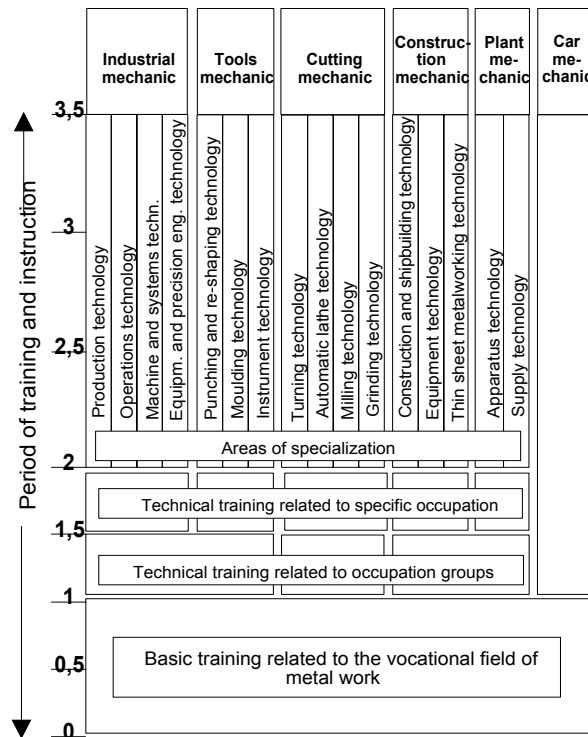 Industrial
mechanic
Tools
mechanic
Cutting
mechanic
Construc-
tion
mechanic
Plant
me-
chanic
Car
me-
chanic
3,5
3
2,5
2
1,5
1
0,5
0
Period of training and instruction
Production technology
Operations technology
Machine and systems techn.
Equipm. and precision eng. technology
Punching and re-shaping technology
Moulding technology
Instrument technology
Turning technology
Automatic lathe technology
Milling technology
Grinding technology
Construction and shipbuilding technology
Equipment technology
Thin sheet metalworking technology
Apparatus technology
Supply technology
Areas of specialization
Technical training related to specific occupation
Technical training related to occupation groups
Basic training related to the vocational field of
metal work